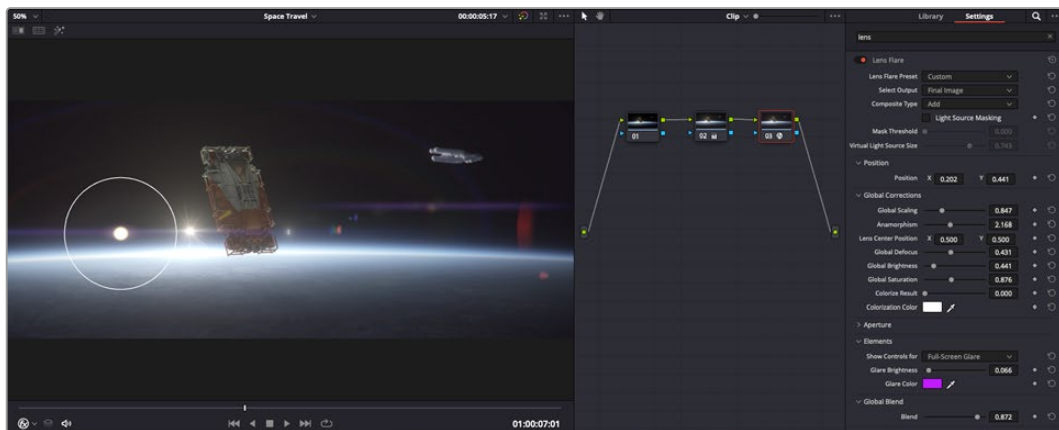 50%
Space Travel
00:00:05:17
Clip
Library
Settings
lens
Lens Flare
Lens Flare Preset Custom
Select Output Final Image
Composite Type Add
Light Source Masking
Mask Threshold 0.000
Virtual Light Source Size 0.743
Position
Position X 0.202 Y 0.441
Global Corrections
Global Scaling 0.847
Anamorphism 2.168
Lens Center Position X 0.500 Y 0.500
Global Defocus 0.431
Global Brightness 0.441
Global Saturation 0.876
Colorize Result 0.000
Colorization Color
Aperture
Elements
Show Controls for Full-Screen Glare
Glare Brightness 0.066
Glare Color
Global Blend
Blend 0.872
01
02
03
01:00:07:01